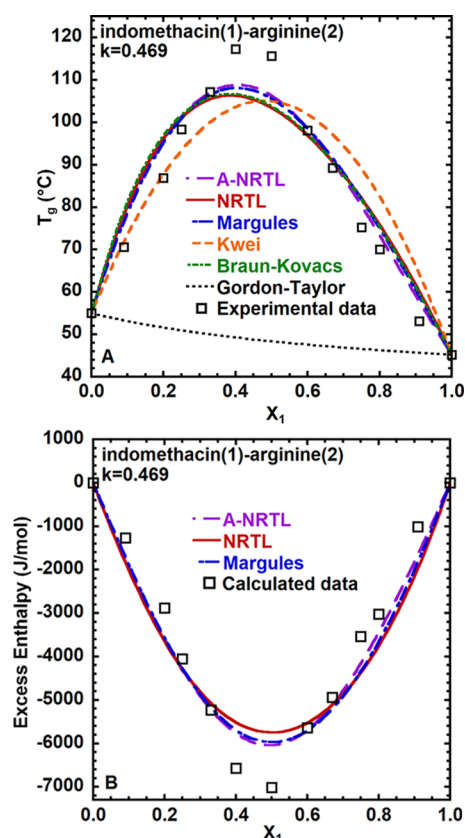 indomethacin(1)-arginine(2)
k=0.469
120
110
100
90
80
70
60
50
40
T_g (°C)
A-NRTL
NRTL
Margules
Kwei
Braun-Kovacs
Gordon-Taylor
Experimental data
A
0.0 0.2 0.4 0.6 0.8 1.0
X_1
indomethacin(1)-arginine(2)
k=0.469
1000
0
-1000
-2000
-3000
-4000
-5000
-6000
-7000
Excess Enthalpy (J/mol)
A-NRTL
NRTL
Margules
Calculated data
B
0.0 0.2 0.4 0.6 0.8 1.0
X_1